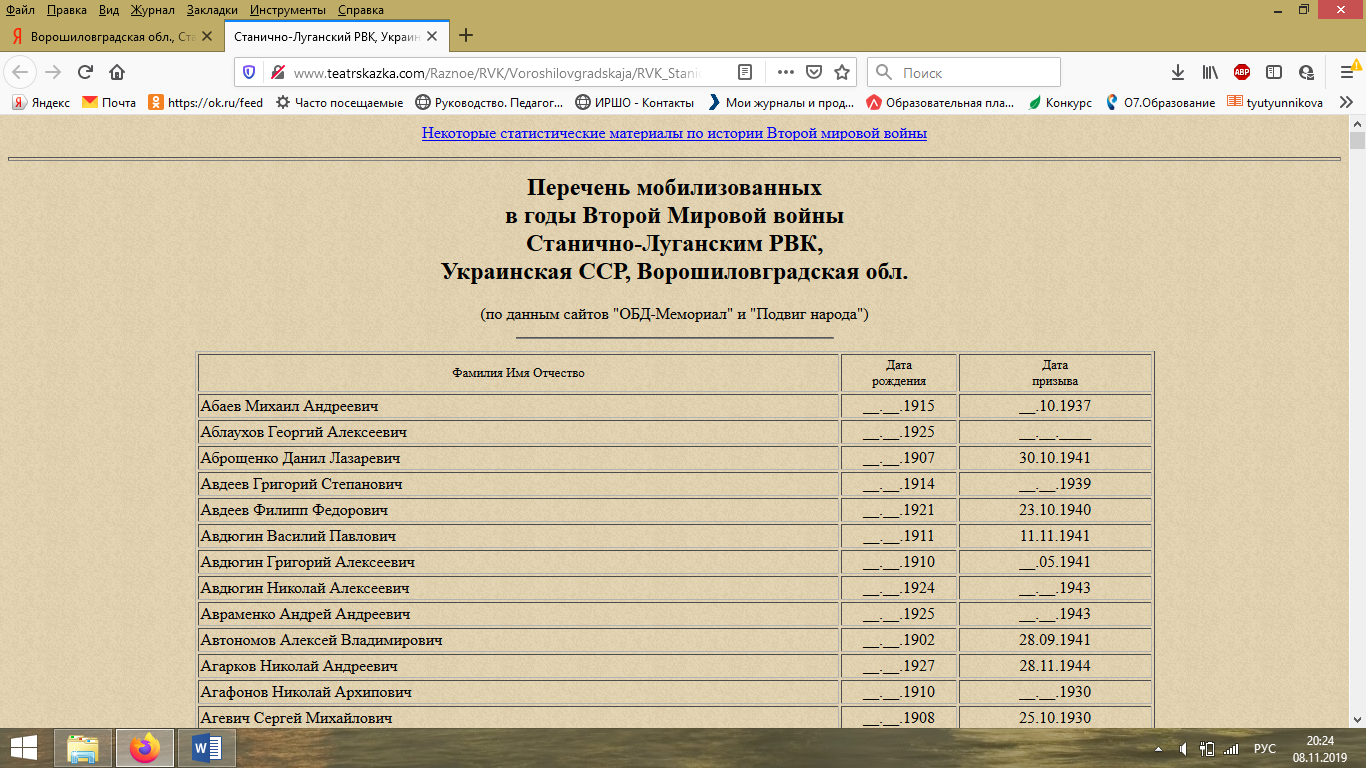 Файл Правка Вид Журнал Закладки Инструменты Справка
Ворошиловградская обл., Ста
Станично-Луганский РВК, Украин
www.teatrskazka.com/Raznoe/RVK/Voroshilovgradskaja/RVK_Stanic
Поиск
Яндекс Почта https://ok.ru/feed Часто посещаемые Руководство. Педагог... ИРШО - Контакты Мои журналы и прод... Образовательная пла... Конкурс О7.Образование tyutyunnikova
Некоторые статистические материалы по истории Второй мировой войны
Перечень мобилизованных
в годы Второй Мировой войны
Станично-Луганским РВК,
Украинская ССР, Ворошиловградская обл.
(по данным сайтов "ОБД-Мемориал" и "Подвиг народа")
Фамилия Имя Отчество Дата рождения Дата призыва
Абаев Михаил Андреевич __.__.1915 __.10.1937
Аблаухов Георгий Алексеевич __.__.1925 __.__.____
Аброщенко Данил Лазаревич __.__.1907 30.10.1941
Авдеев Григорий Степанович __.__.1914 __.__.1939
Авдеев Филипп Федорович __.__.1921 23.10.1940
Авдюгин Василий Павлович __.__.1911 11.11.1941
Авдюгин Григорий Алексеевич __.__.1910 __.05.1941
Авдюгин Николай Алексеевич __.__.1924 __.__.1943
Авраменко Андрей Андреевич __.__.1925 __.__.1943
Автономов Алексей Владимирович __.__.1902 28.09.1941
Агарков Николай Андреевич __.__.1927 28.11.1944
Агафонов Николай Архипович __.__.1910 __.__.1930
Агевич Сергей Михайлович __.__.1908 25.10.1930
РУС
20:24
08.11.2019